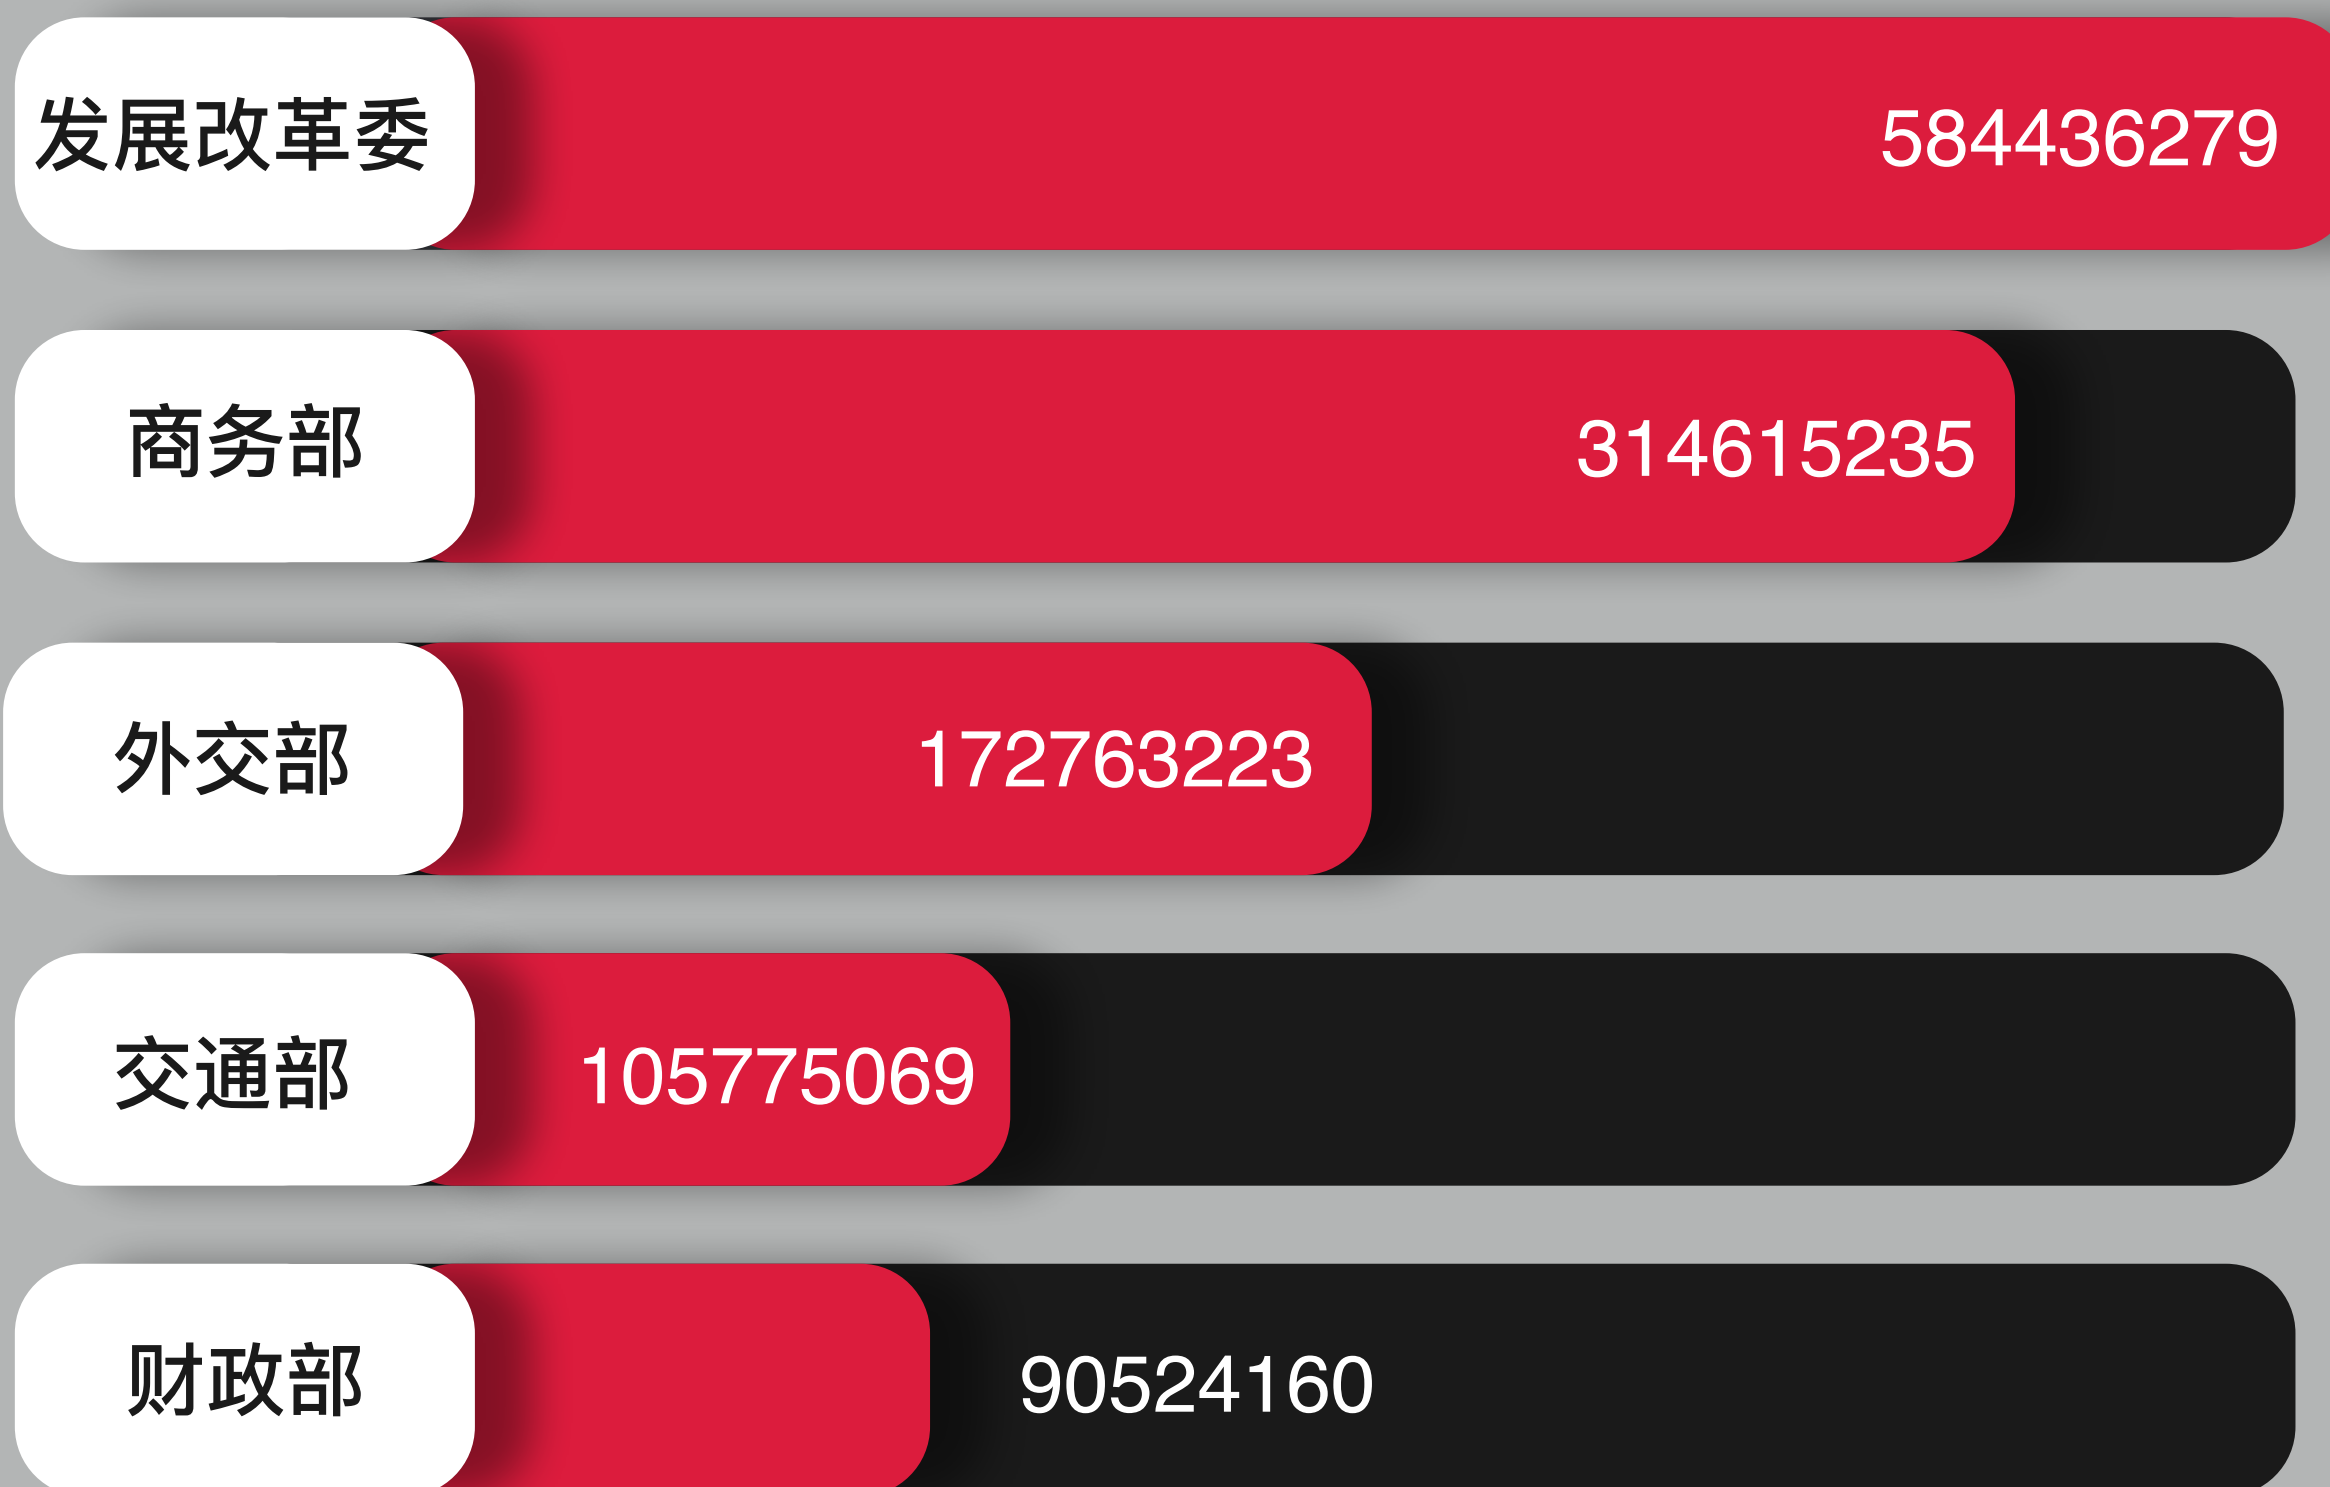 发展改革委 584436279
商务部 314615235
外交部 172763223
交通部 105775069
财政部 90524160